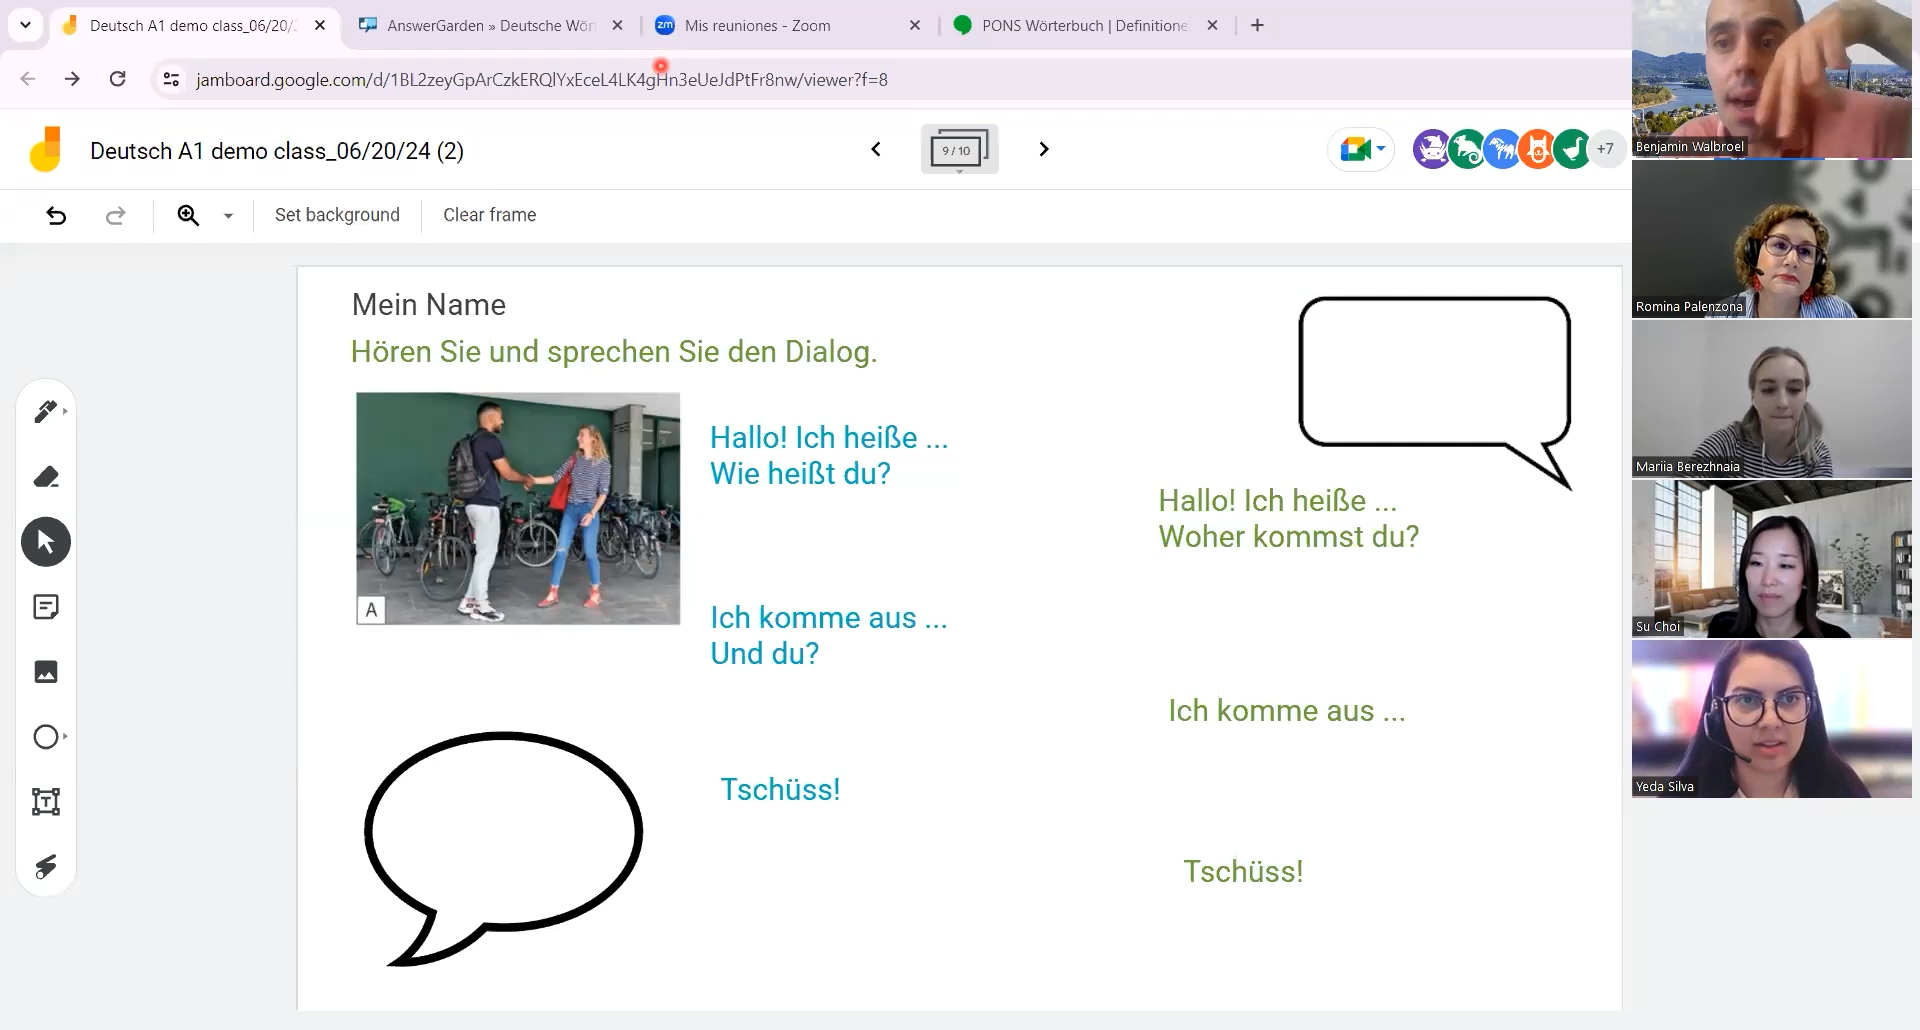 Deutsch A1 demo class_06/20/2
AnswerGarden » Deutsche Wör
Mis reuniones - Zoom
PONS Wörterbuch | Definitione
jamboard.google.com/d/1BL2zeyGpArCzkERQlYxEceL4LK4gHn3eUeJdPtFr8nw/viewer?f=8
Deutsch A1 demo class_06/20/24 (2)
9 / 10
+7
Set background
Clear frame
Mein Name
Hören Sie und sprechen Sie den Dialog.
Hallo! Ich heiße ...
Wie heißt du?
Hallo! Ich heiße ...
Woher kommst du?
A
Ich komme aus ...
Und du?
Ich komme aus ...
Tschüss!
Tschüss!
zm
T
Benjamin Walbroel
Romina Palenzona
Mariia Berezhnaia
Su Choi
Yeda Silva